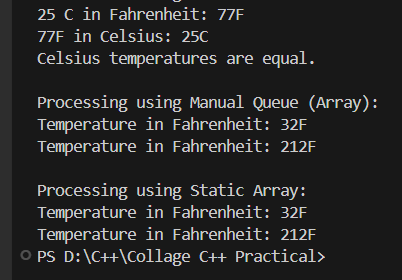 25 C in Fahrenheit: 77F
77F in Celsius: 25C
Celsius temperatures are equal.
Processing using Manual Queue (Array):
Temperature in Fahrenheit: 32F
Temperature in Fahrenheit: 212F
Processing using Static Array:
Temperature in Fahrenheit: 32F
Temperature in Fahrenheit: 212F
PS D:\C++\Collage C++ Practical>